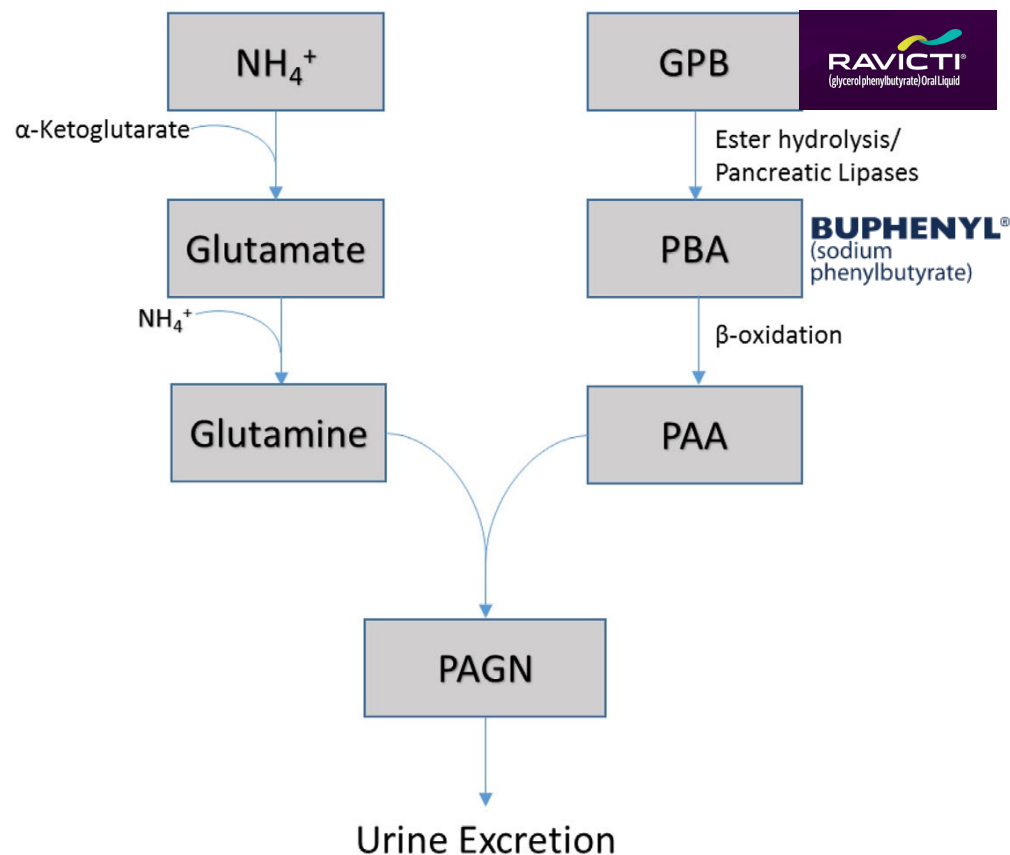 NH₄⁺
GPB
RAVICTI®
(glycerol phenylbutyrate) Oral Liquid
α-Ketoglutarate
Ester hydrolysis/
Pancreatic Lipases
Glutamate
PBA
BUPHENYL®
(sodium
phenylbutyrate)
NH₄⁺
β-oxidation
Glutamine
PAA
PAGN
Urine Excretion